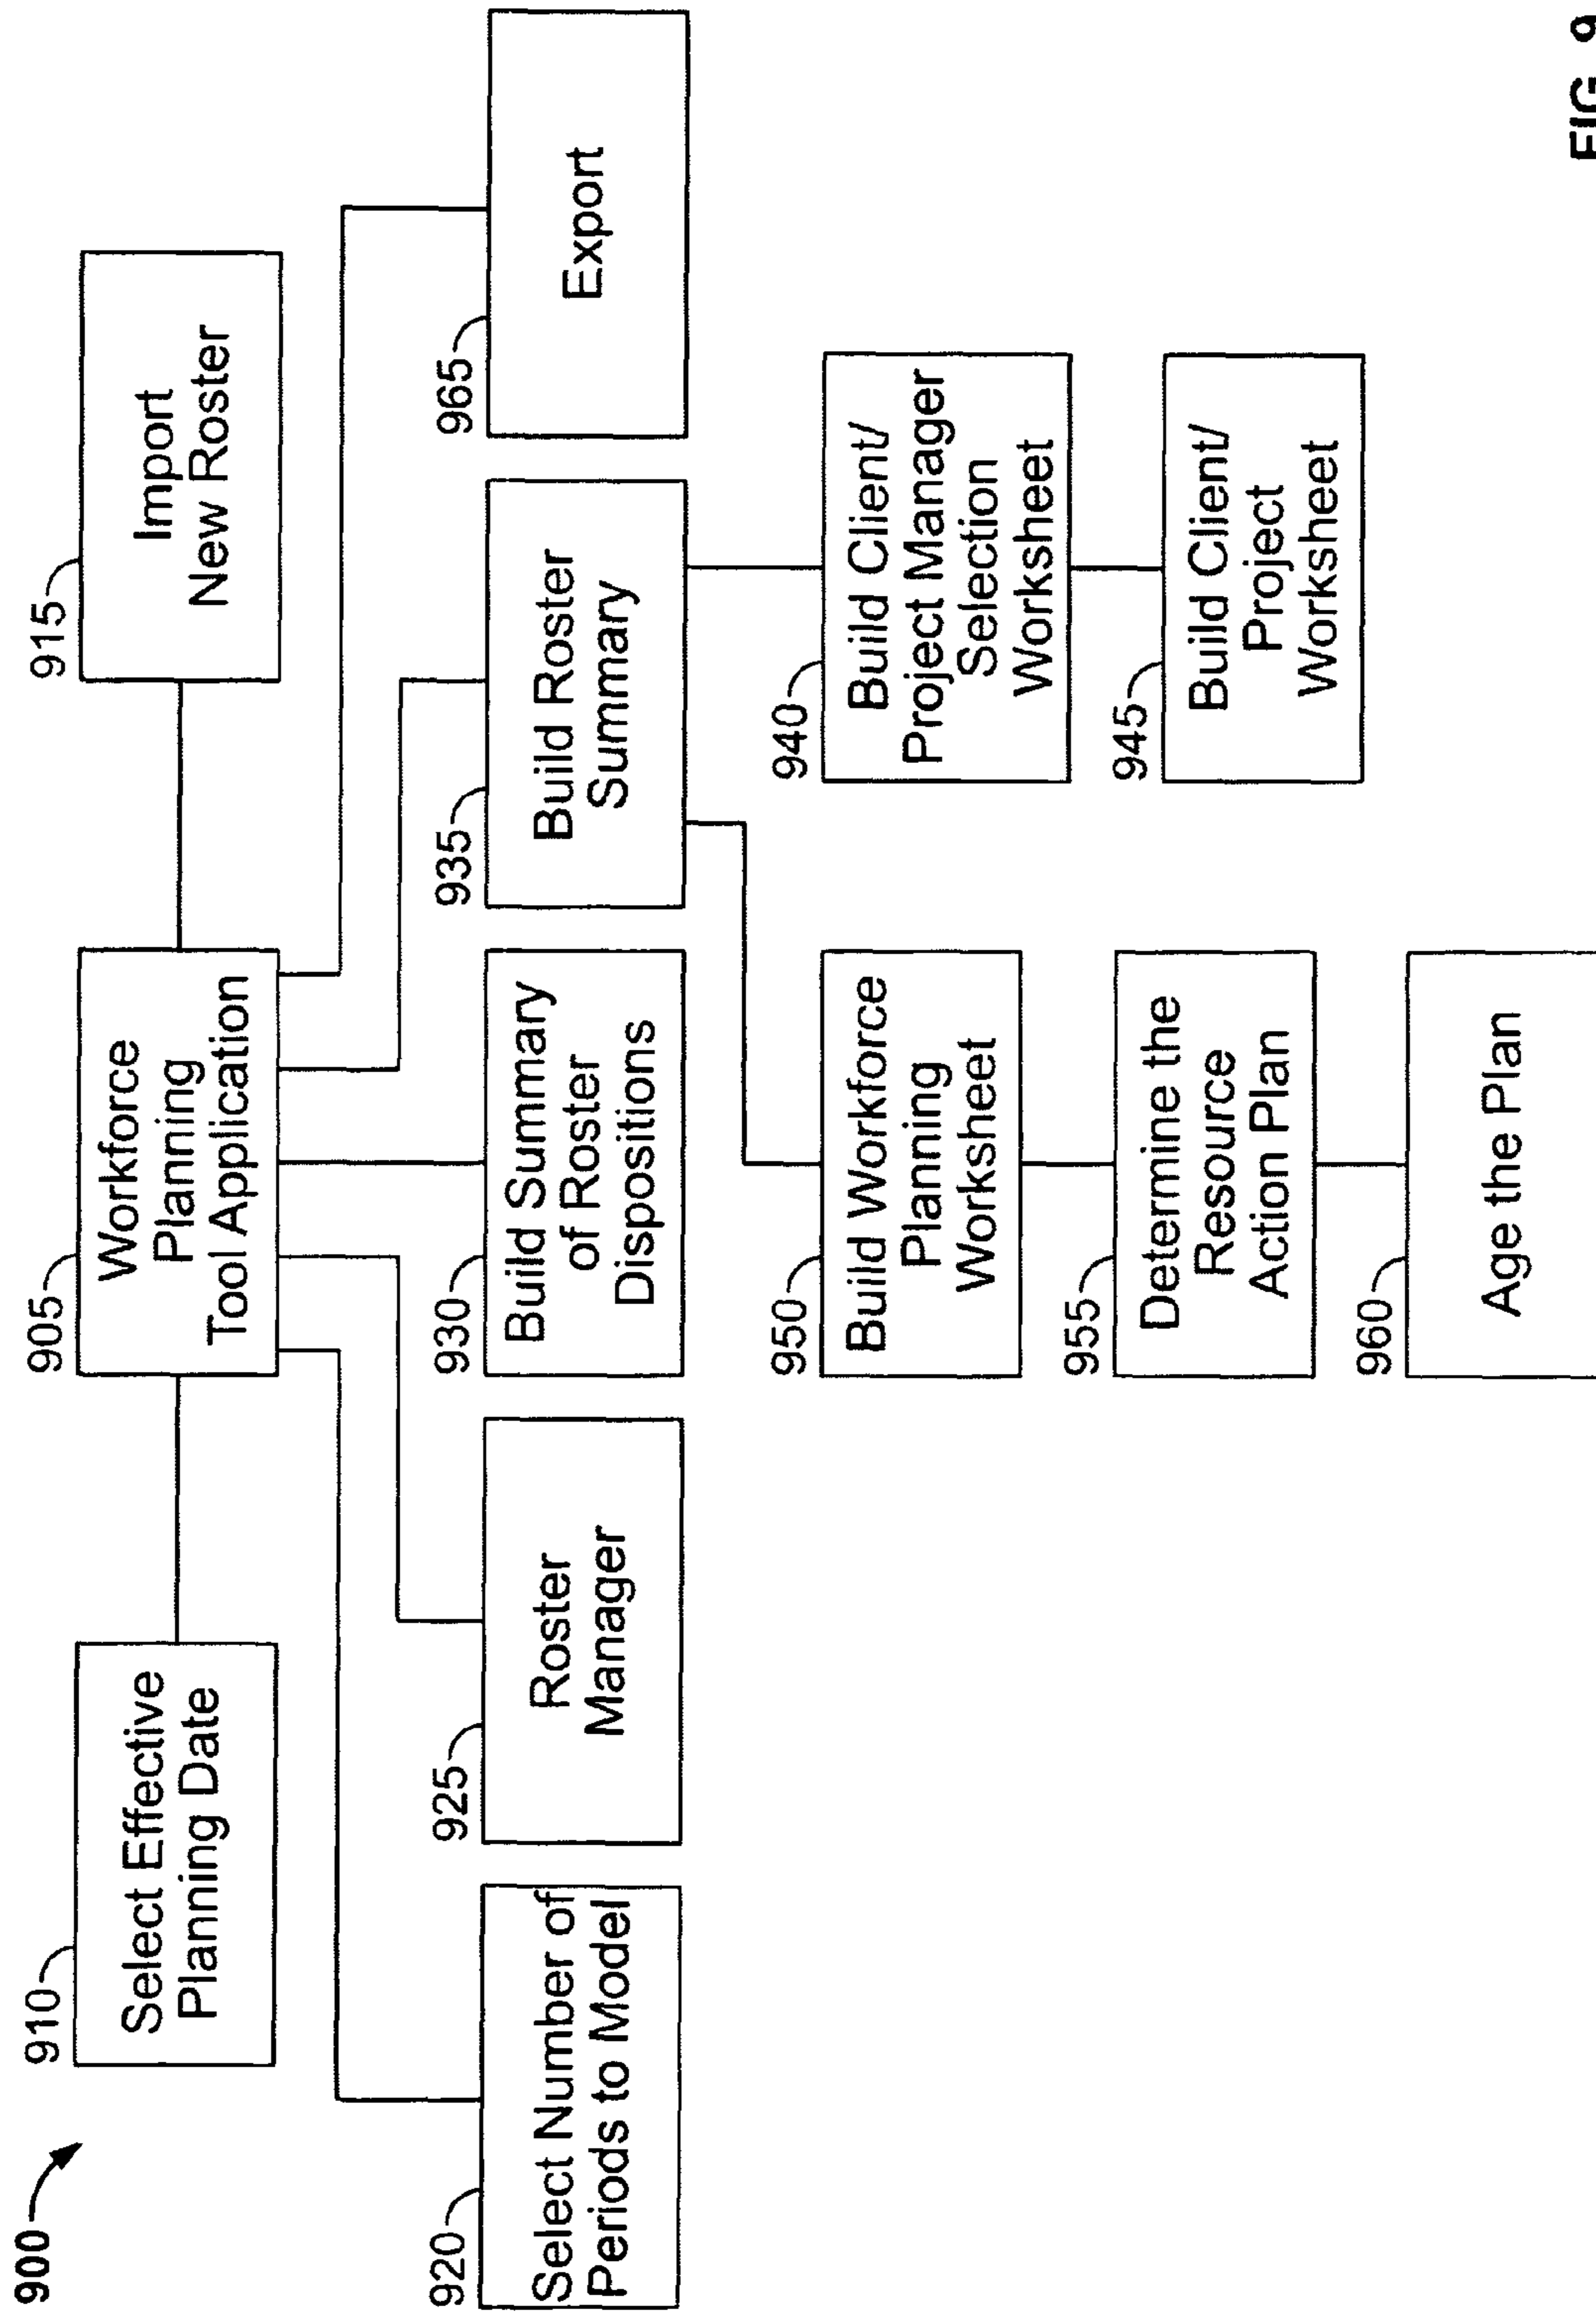 900
910
Select Effective
Planning Date
905
Workforce
Planning
Tool Application
915
Import
New Roster
920
Select Number of
Periods to Model
925
Roster
Manager
930
Build Summary
of Roster
Dispositions
935
Build Roster
Summary
965
Export
950
Build Workforce
Planning
Worksheet
940
Build Client/
Project Manager
Selection
Worksheet
955
Determine the
Resource
Action Plan
945
Build Client/
Project
Worksheet
960
Age the Plan
FIG. 9